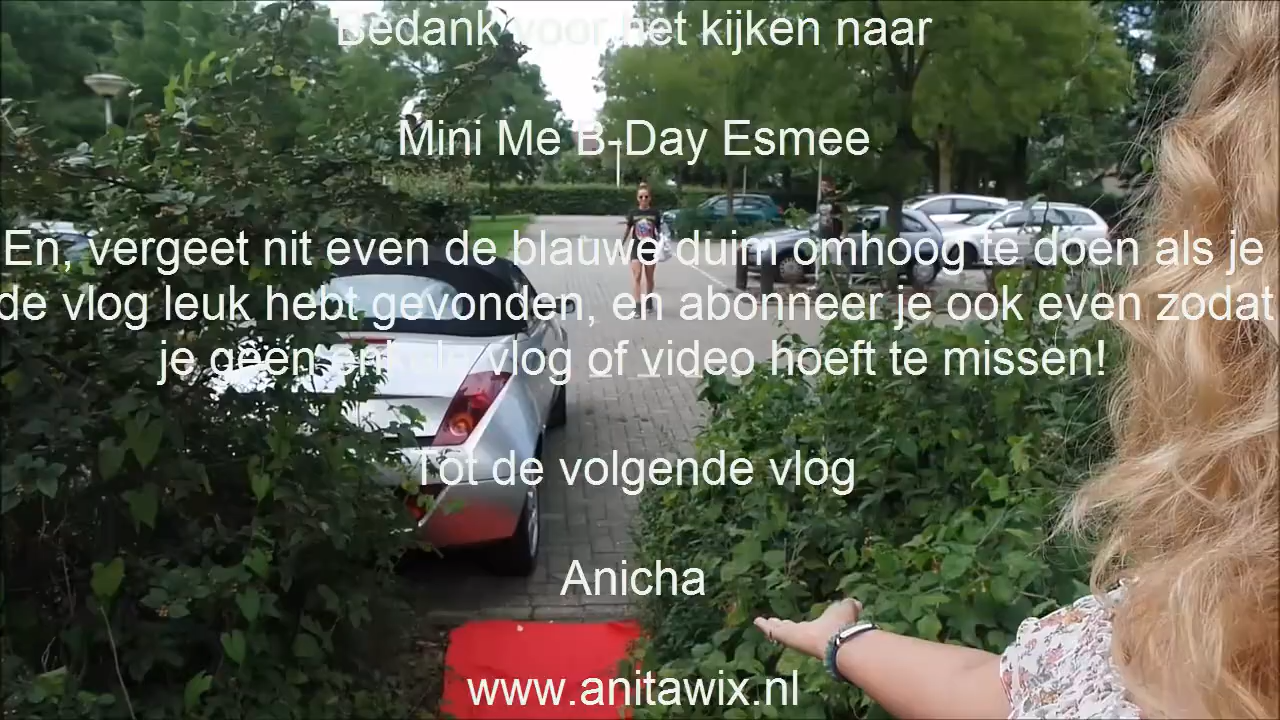 Bedank voor het kijken naar
Mini Me B-Day Esmee
En, vergeet nit even de blauwe duim omhoog te doen als je
de vlog leuk hebt gevonden, en abonneer je ook even zodat
je geen enkele vlog of video hoeft te missen!
Tot de volgende vlog
Anicha
www.anitawix.nl